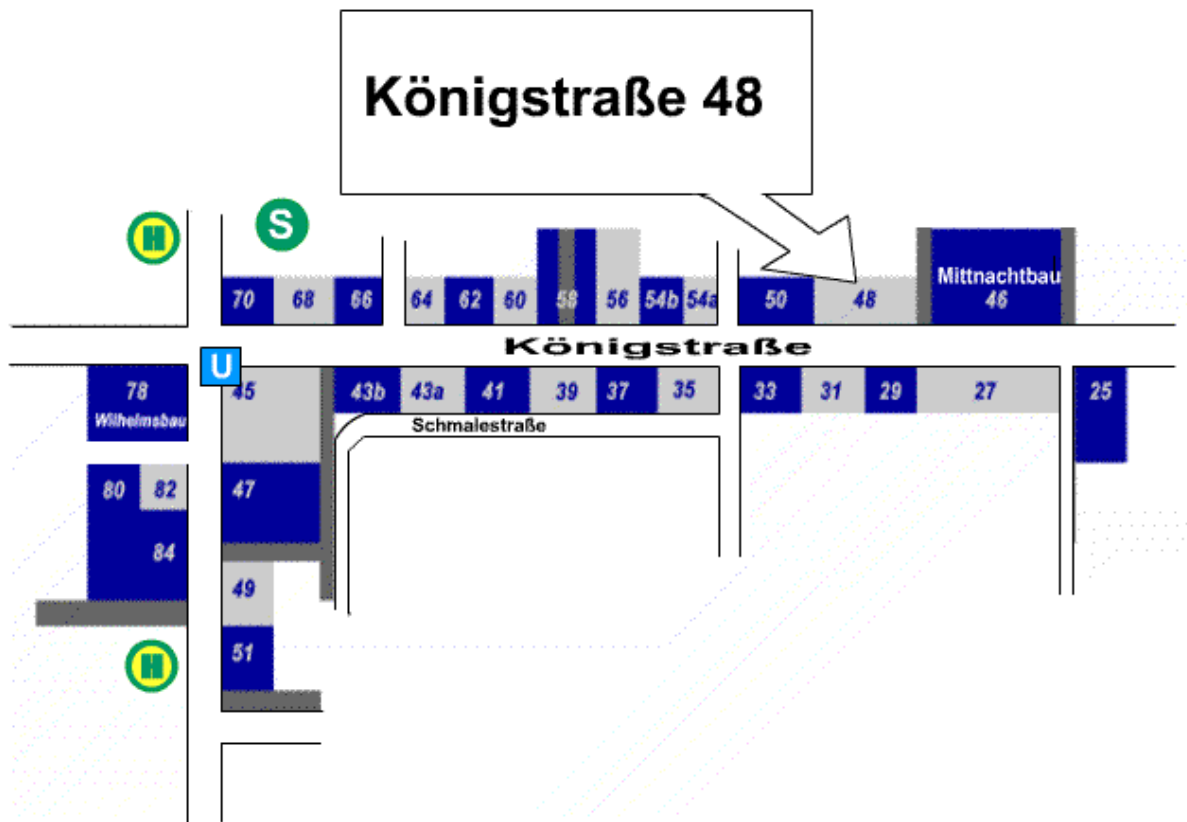 Königstraße 48
H
S
Mittnachtbau
70 68 66 64 62 60 58 56 54b 54a 50 48 46
Königstraße
U
78 45 43b 43a 41 39 37 35 33 31 29 27 25
Wilhelmsbau
Schmalestraße
80 82 47
84
49
51
H